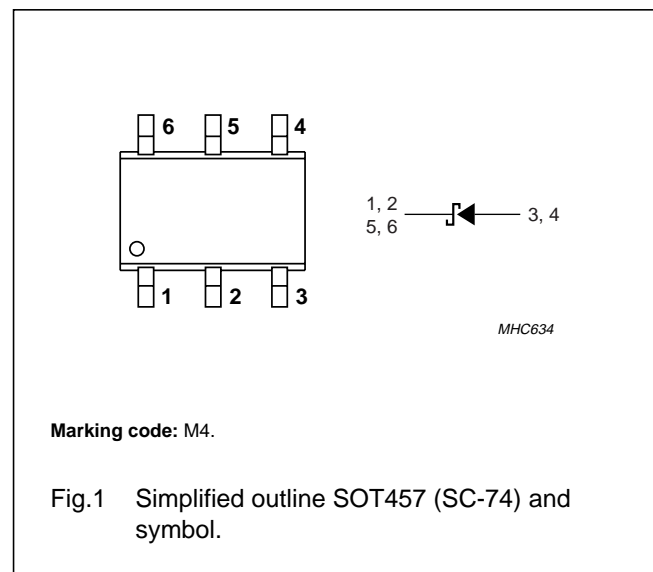 6 5 4
1, 2
5, 6
3, 4
1 2 3
MHC634
Marking code: M4.
Fig.1 Simplified outline SOT457 (SC-74) and
symbol.